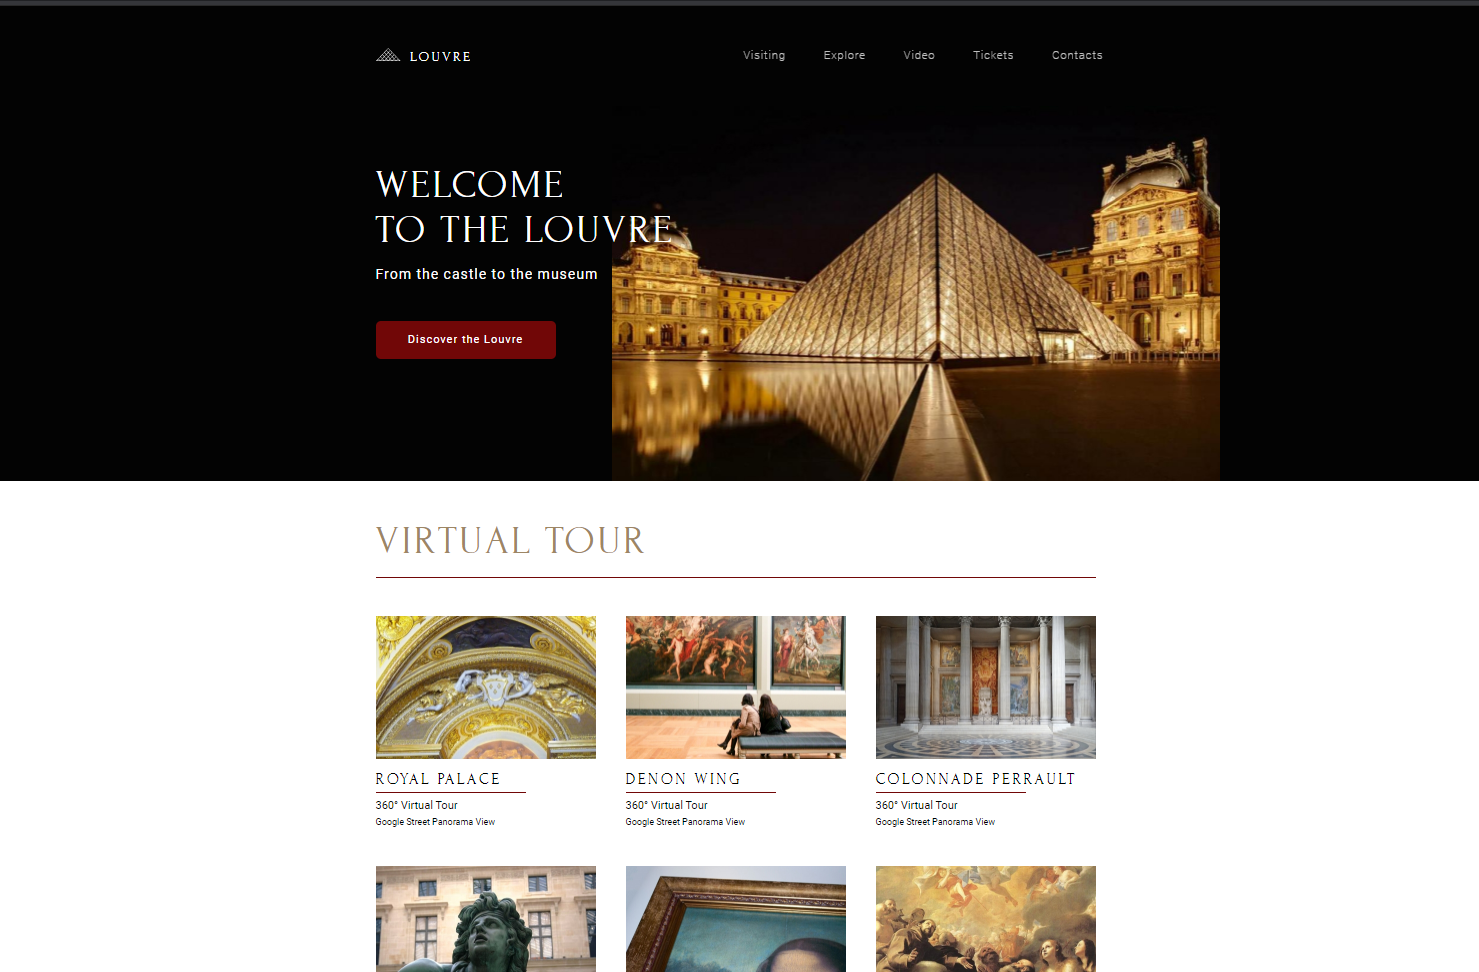 LOUVRE
Visiting Explore Video Tickets Contacts
WELCOME
TO THE LOUVRE
From the castle to the museum
Discover the Louvre
VIRTUAL TOUR
ROYAL PALACE
360° Virtual Tour
Google Street Panorama View
DENON WING
360° Virtual Tour
Google Street Panorama View
COLONNADE PERRAULT
360° Virtual Tour
Google Street Panorama View